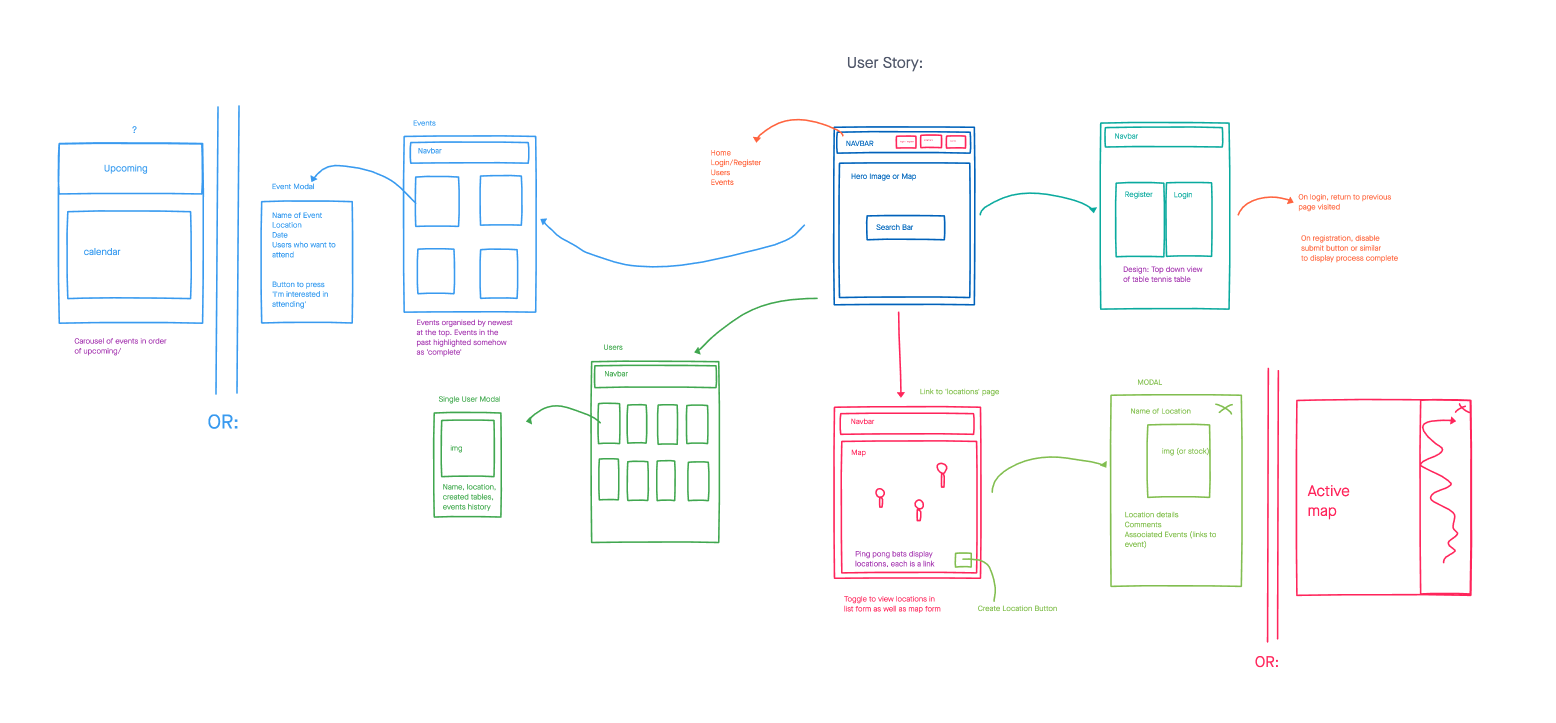 User Story:
?
Upcoming
calendar
Carousel of events in order
of upcoming/
OR:
Event Modal
Name of Event
Location
Date
Users who want to
attend
Button to press
'I'm interested in
attending'
Events
Navbar
Events organised by newest
at the top. Events in the
past highlighted somehow
as 'complete'
Home
Login/Register
Users
Events
NAVBAR
Hero Image or Map
Search Bar
Navbar
Register
Login
Design: Top down view
of table tennis table
On login, return to previous
page visited
On registration, disable
submit button or similar
to display process complete
Single User Modal
img
Name, location,
created tables,
events history
Users
Navbar
Link to 'locations' page
Navbar
Map
Ping pong bats display
locations, each is a link
Toggle to view locations in
list form as well as map form
Create Location Button
MODAL
Name of Location
img (or stock)
Location details
Comments
Associated Events (links to
event)
OR:
Active
map